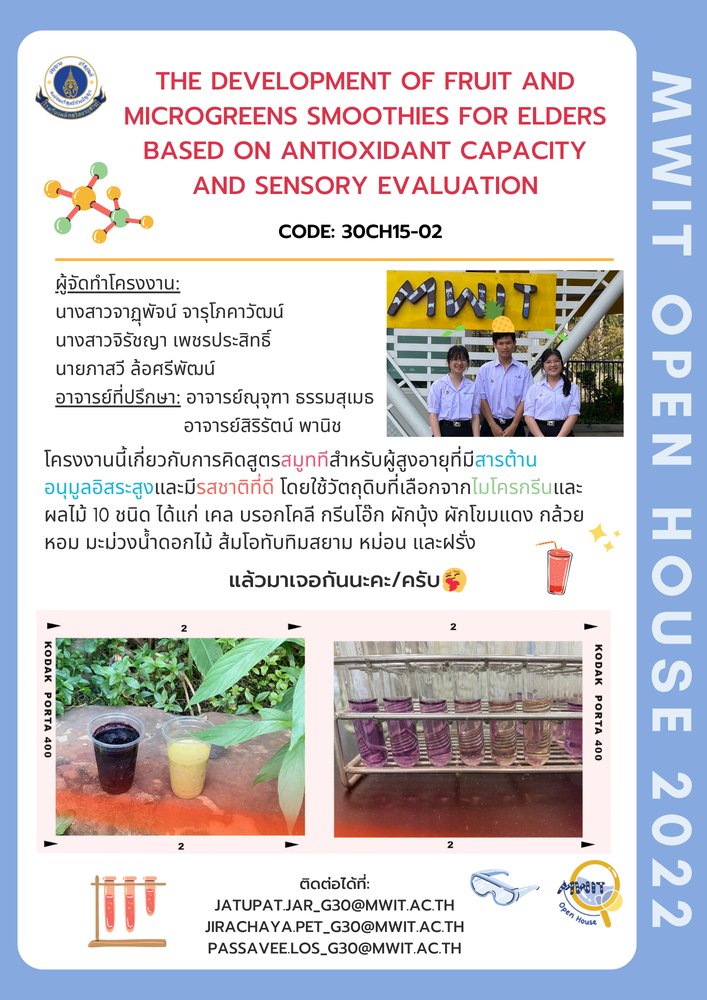 THE DEVELOPMENT OF FRUIT AND
MICROGREENS SMOOTHIES FOR ELDERS
BASED ON ANTIOXIDANT CAPACITY
AND SENSORY EVALUATION
CODE: 30CH15-02
ผู้จัดทำโครงงาน:
นางสาวจาฏุพัจน์ จารุโภคาวัฒน์
นางสาวจิรัชญา เพชรประสิทธิ์
นายภาสวี ล้อศรีพัฒน์
อาจารย์ที่ปรึกษา: อาจารย์ณุจุฑา ธรรมสุเมธ
อาจารย์สิริรัตน์ พานิช
MWIT
โครงงานนี้เกี่ยวกับการคิดสูตรสมูททีสำหรับผู้สูงอายุที่มีสารต้าน
อนุมูลอิสระสูงและมีรสชาติที่ดี โดยใช้วัตถุดิบที่เลือกจากไมโครกรีนและ
ผลไม้ 10 ชนิด ได้แก่ เคล บรอกโคลี กรีนโอ๊ก ผักบุ้ง ผักโขมแดง กล้วย
หอม มะม่วงน้ำดอกไม้ ส้มโอทับทิมสยาม หม่อน และฝรั่ง
แล้วมาเจอกันนะคะ/ครับ
2
2
KODAK PORTA 400
KODAK PORTA 400
2
2
ติดต่อได้ที่:
JATUPAT.JAR_G30@MWIT.AC.TH
JIRACHAYA.PET_G30@MWIT.AC.TH
PASSAVEE.LOS_G30@MWIT.AC.TH
MWIT
Open House
MWIT OPEN HOUSE 2022